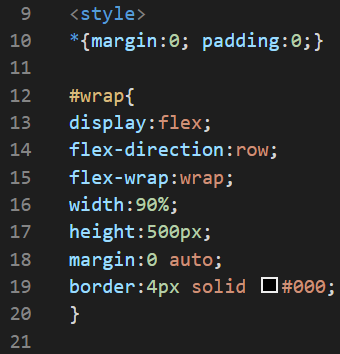 9 <style>
10 *{margin:0; padding:0;}
11
12 #wrap{
13 display:flex;
14 flex-direction:row;
15 flex-wrap:wrap;
16 width:90%;
17 height:500px;
18 margin:0 auto;
19 border:4px solid #000;
20 }
21